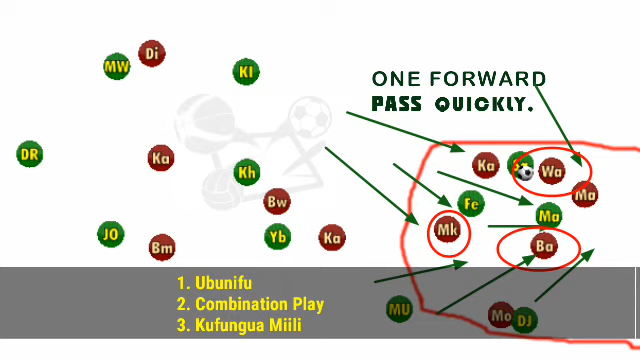 Di
MW
KI
ONE FORWARD
PASS QUICKLY.
DR
Ka
Kh
Ka
Wa
Ma
Bw
Fe
Ma
Mk
JO
Bm
Yb
Ka
Ba
1. Ubunifu
2. Combination Play
3. Kufungua Miili
MU
Mo
DJ